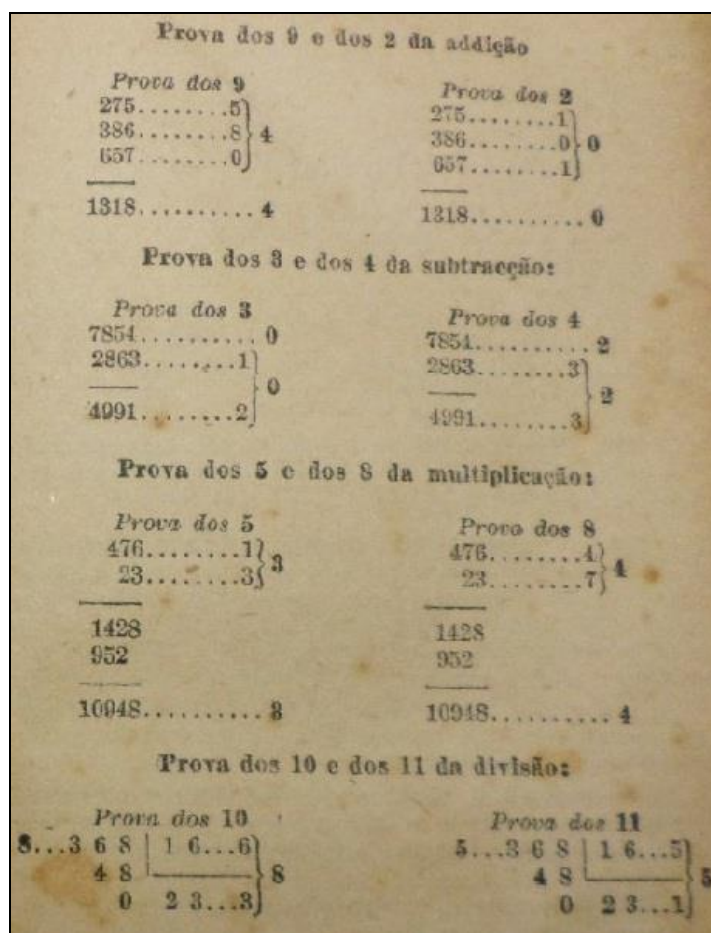 Prova dos 9 e dos 2 da addição
Prova dos 9
275........5
386........8 } 4
657........0
1318.......... 4
Prova dos 2
275........1
386........0 } 0
657........1
1318.......... 0
Prova dos 3 e dos 4 da subtracção:
Prova dos 3
7854.......... 0
2863........1
} 0
4991........2
Prova dos 4
7854.......... 2
2863........3
} 2
4991........3
Prova dos 5 e dos 8 da multiplicação:
Prova dos 5
476........1 } 3
23........3
1428
952
10948.......... 3
Prova dos 8
476........4 } 4
23........7
1428
952
10948.......... 4
Prova dos 10 e dos 11 da divisão:
Prova dos 10
8...3 6 8 | 1 6...6
4 8 } 8
0 2 3...3
Prova dos 11
5...3 6 8 | 1 6...5
4 8 } 5
0 2 3...1